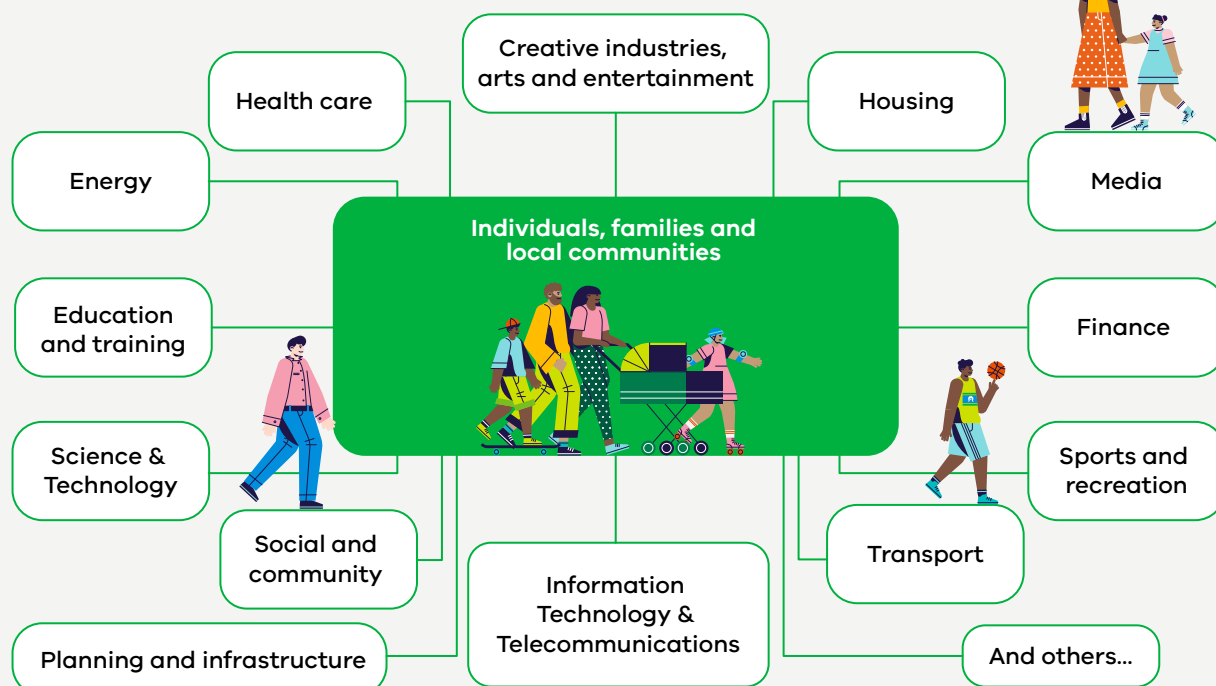 Creative industries,
arts and entertainment
Health care
Housing
Energy
Media
Individuals, families and
local communities
Education
and training
Finance
Science &
Technology
Sports and
recreation
Social and
community
Transport
Information
Technology &
Telecommunications
Planning and infrastructure
And others...